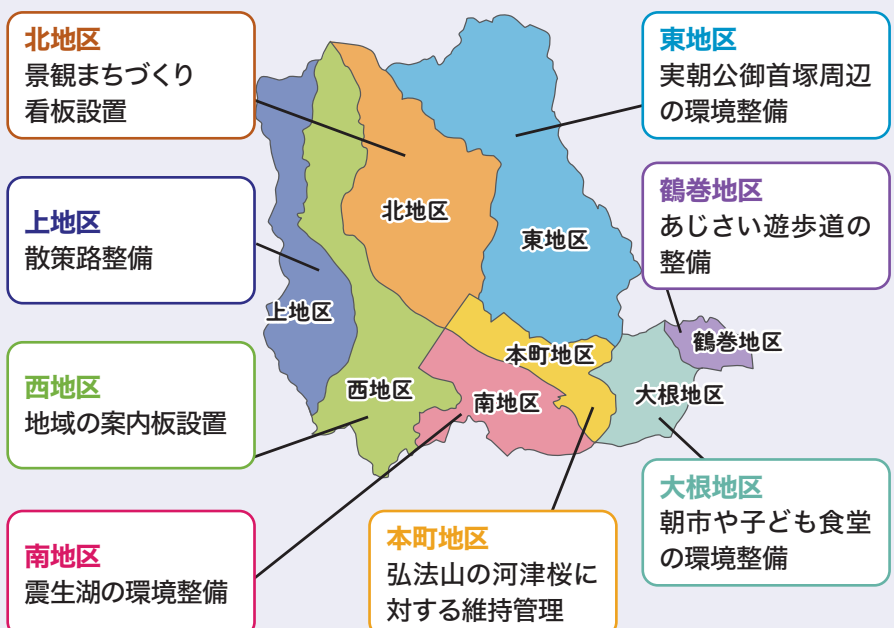 北地区
景観まちづくり
看板設置
東地区
実朝公御首塚周辺
の環境整備
上地区
散策路整備
鶴巻地区
あじさい遊歩道の
整備
西地区
地域の案内板設置
大根地区
朝市や子ども食堂
の環境整備
南地区
震生湖の環境整備
本町地区
弘法山の河津桜に
対する維持管理
北地区
東地区
上地区
本町地区
鶴巻地区
西地区
南地区
大根地区